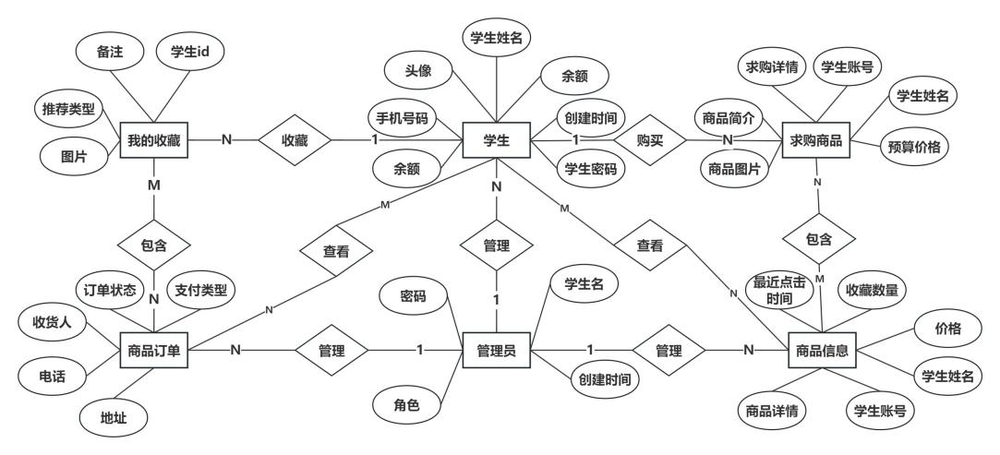 学生姓名
备注
学生id
头像
余额
求购详情
学生账号
推荐类型
手机号码
创建时间
商品简介
学生姓名
我的收藏
N
收藏
1
学生
1
购买
N
求购商品
图片
余额
学生密码
商品图片
预算价格
M
N
M
M
N
包含
查看
管理
查看
包含
订单状态
支付类型
密码
学生名
最近点击
时间
收藏数量
M
N
N
1
N
收货人
价格
商品订单
N
管理
1
管理员
1
管理
N
商品信息
电话
创建时间
学生姓名
地址
角色
商品详情
学生账号